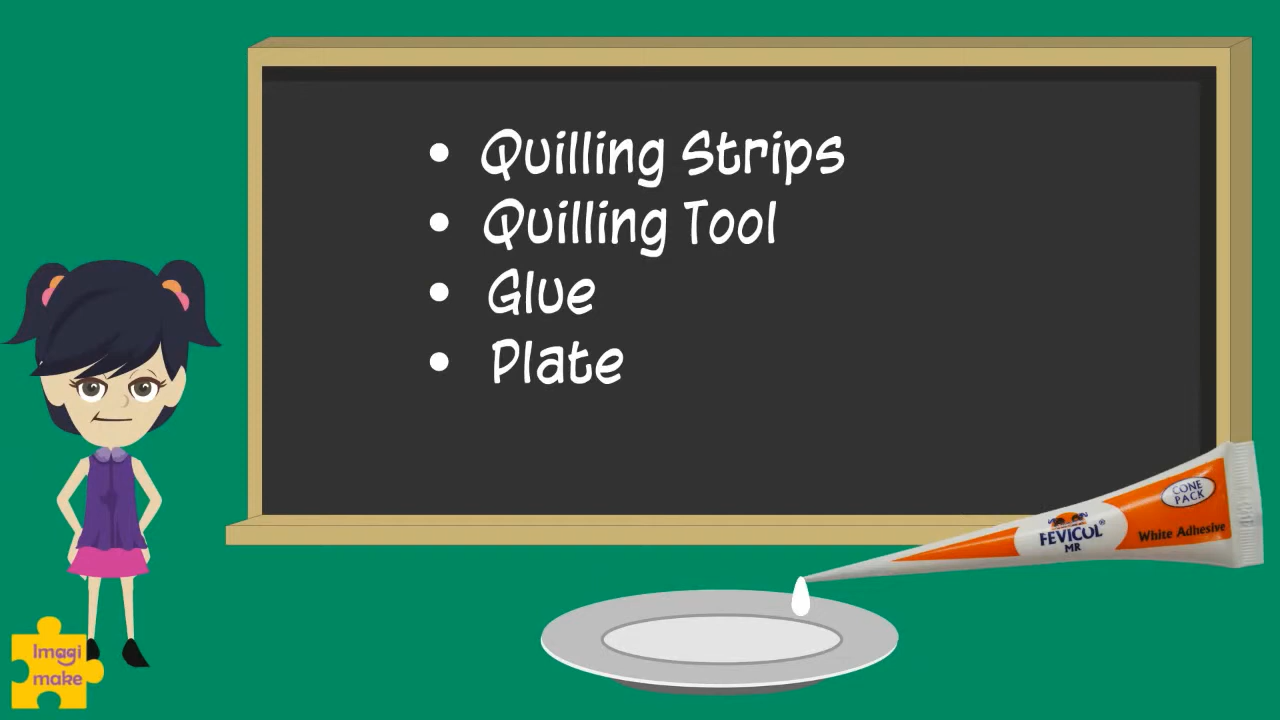 • Quilling Strips
• Quilling Tool
• Glue
• Plate
CONE
PACK
FEVICOL®
MR
White Adhesive
Imagi
make